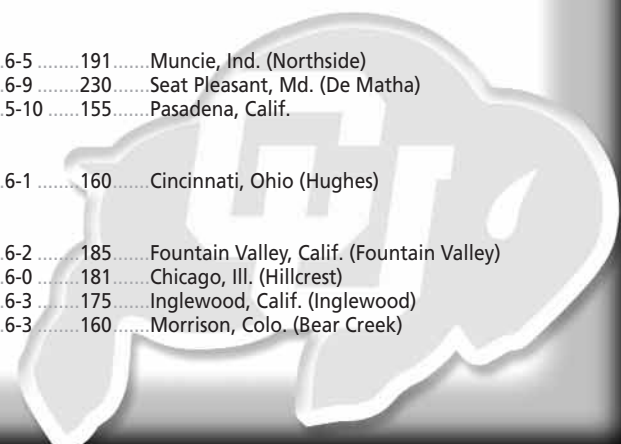 .6-5 ........191.......Muncie, Ind. (Northside)
.6-9 ........230.......Seat Pleasant, Md. (De Matha)
.5-10 ......155.......Pasadena, Calif.
.6-1 ........160.......Cincinnati, Ohio (Hughes)
.6-2 ........185.......Fountain Valley, Calif. (Fountain Valley)
.6-0 ........181.......Chicago, Ill. (Hillcrest)
.6-3 ........175.......Inglewood, Calif. (Inglewood)
.6-3 ........160.......Morrison, Colo. (Bear Creek)
CU